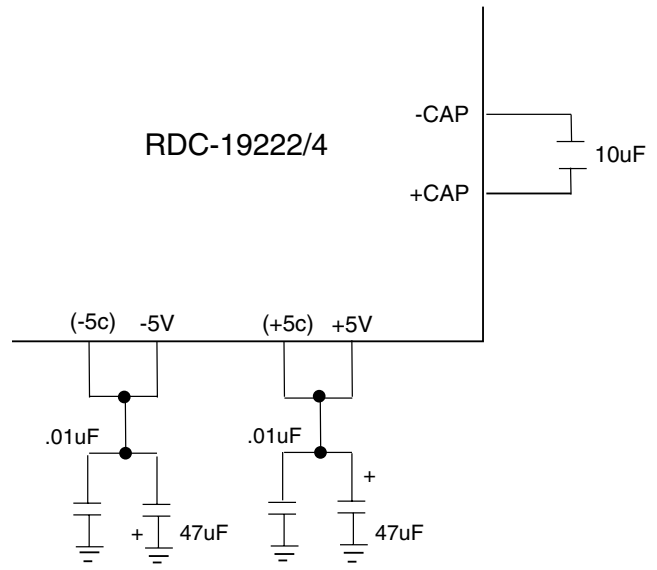 -CAP
RDC-19222/4
10uF
+CAP
(-5c) -5V (+5c) +5V
.01uF .01uF
+
+ 47uF 47uF